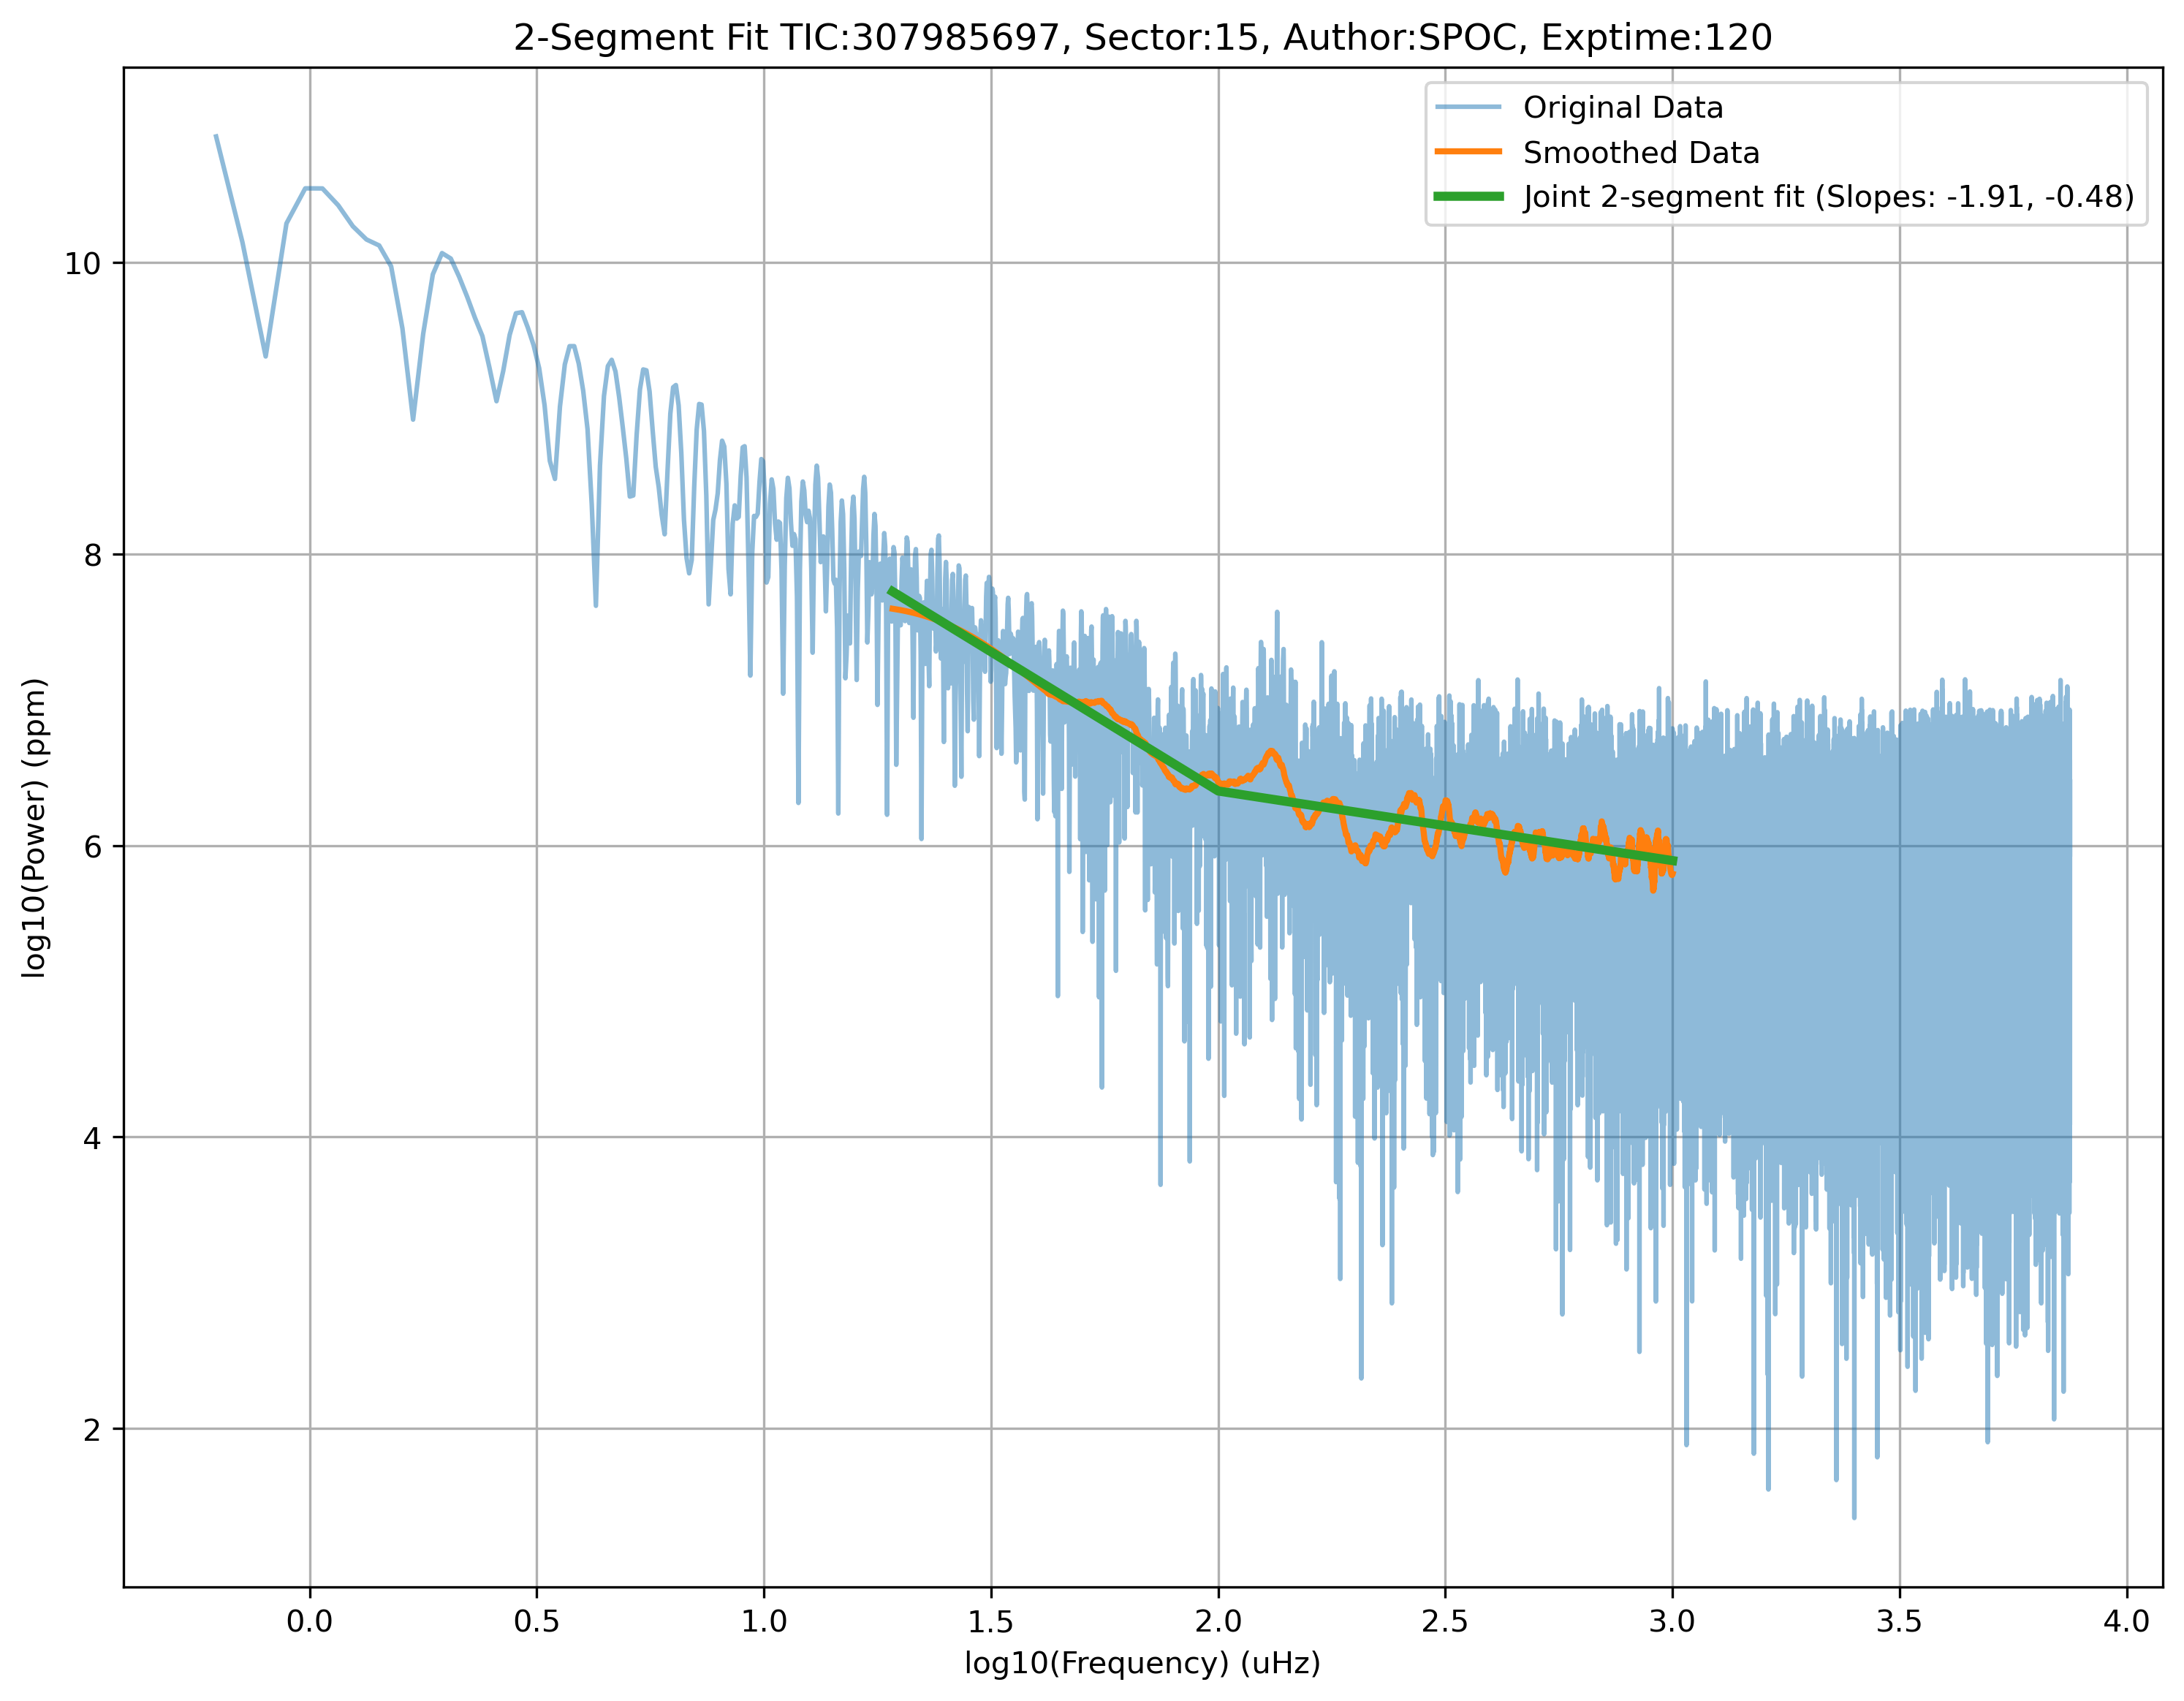 2-Segment Fit TIC:307985697, Sector:15, Author:SPOC, Exptime:120
Original Data
Smoothed Data
Joint 2-segment fit (Slopes: -1.91, -0.48)
log10(Power) (ppm)
10
8
6
4
2
0.0 0.5 1.0 1.5 2.0 2.5 3.0 3.5 4.0
log10(Frequency) (uHz)